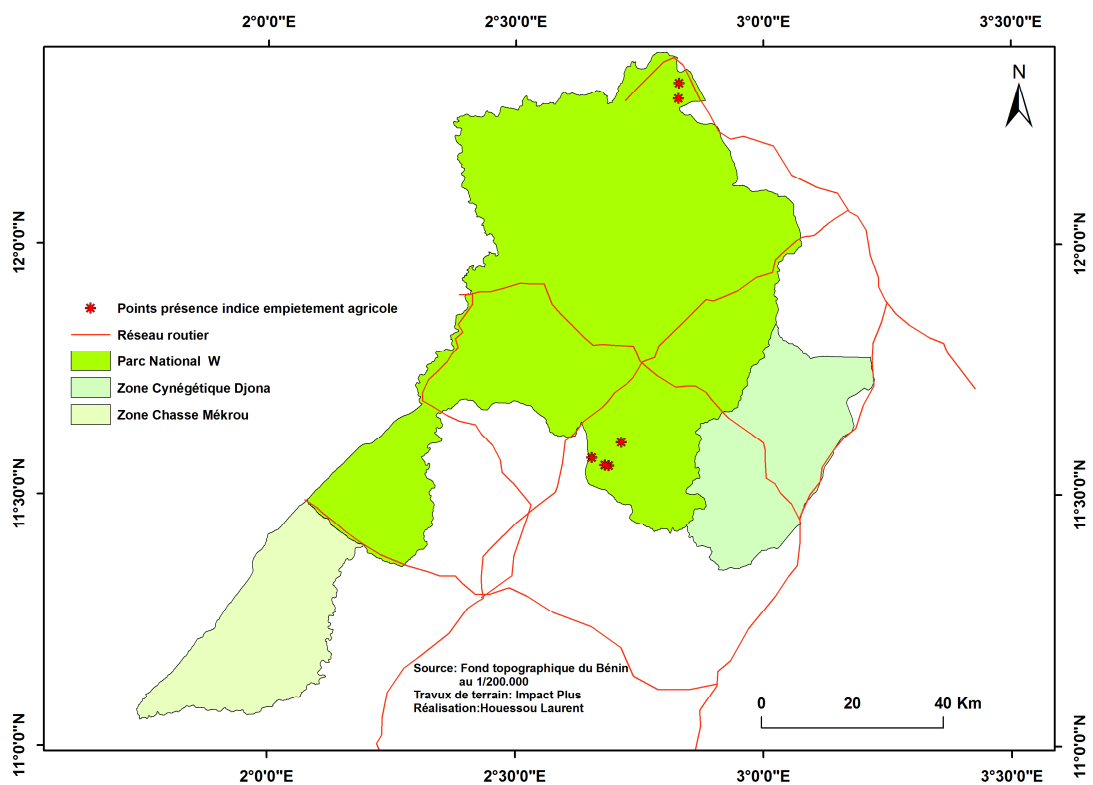 2°0'0"E 2°30'0"E 3°0'0"E 3°30'0"E
N
12°0'0"N
12°0'0"N
Points présence indice empietement agricole
Réseau routier
Parc National W
Zone Cynégétique Djona
Zone Chasse Mékrou
11°30'0"N
11°30'0"N
Source: Fond topographique du Bénin
au 1/200.000
Travux de terrain: Impact Plus
Réalisation:Houessou Laurent
0 20 40 Km
11°0'0"N
11°0'0"N
2°0'0"E 2°30'0"E 3°0'0"E 3°30'0"E